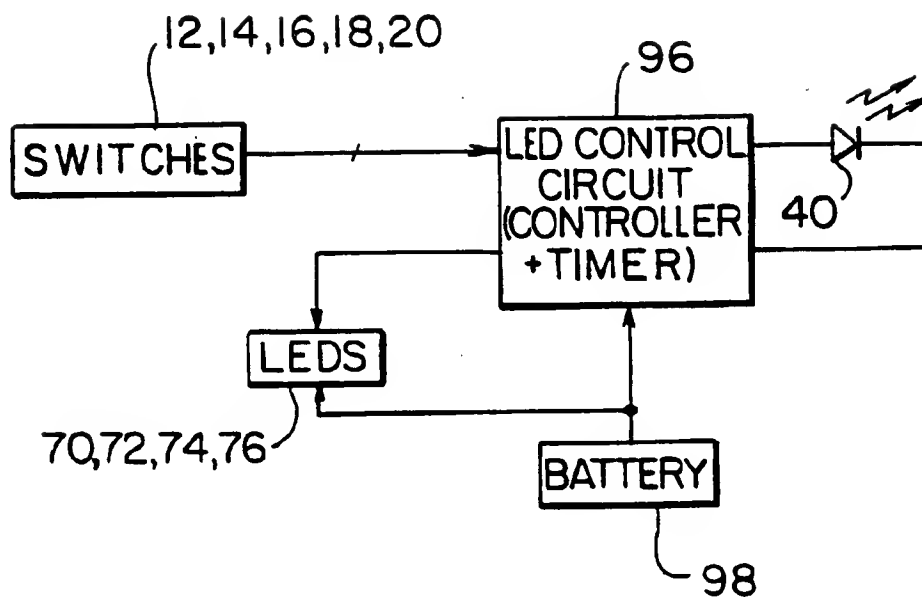 12,14,16,18,20
96
SWITCHES
LED CONTROL
CIRCUIT
(CONTROLLER
+TIMER)
40
LEDS
70,72,74,76
BATTERY
98